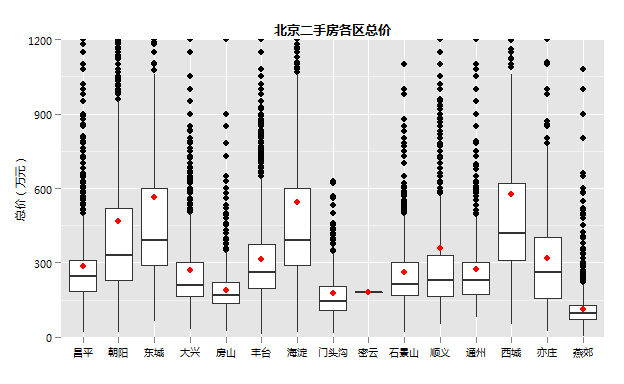 北京二手房各区总价
1200
900
600
300
0
总价（万元）
昌平 朝阳 东城 大兴 房山 丰台 海淀 门头沟 密云 石景山 顺义 通州 西城 亦庄 燕郊